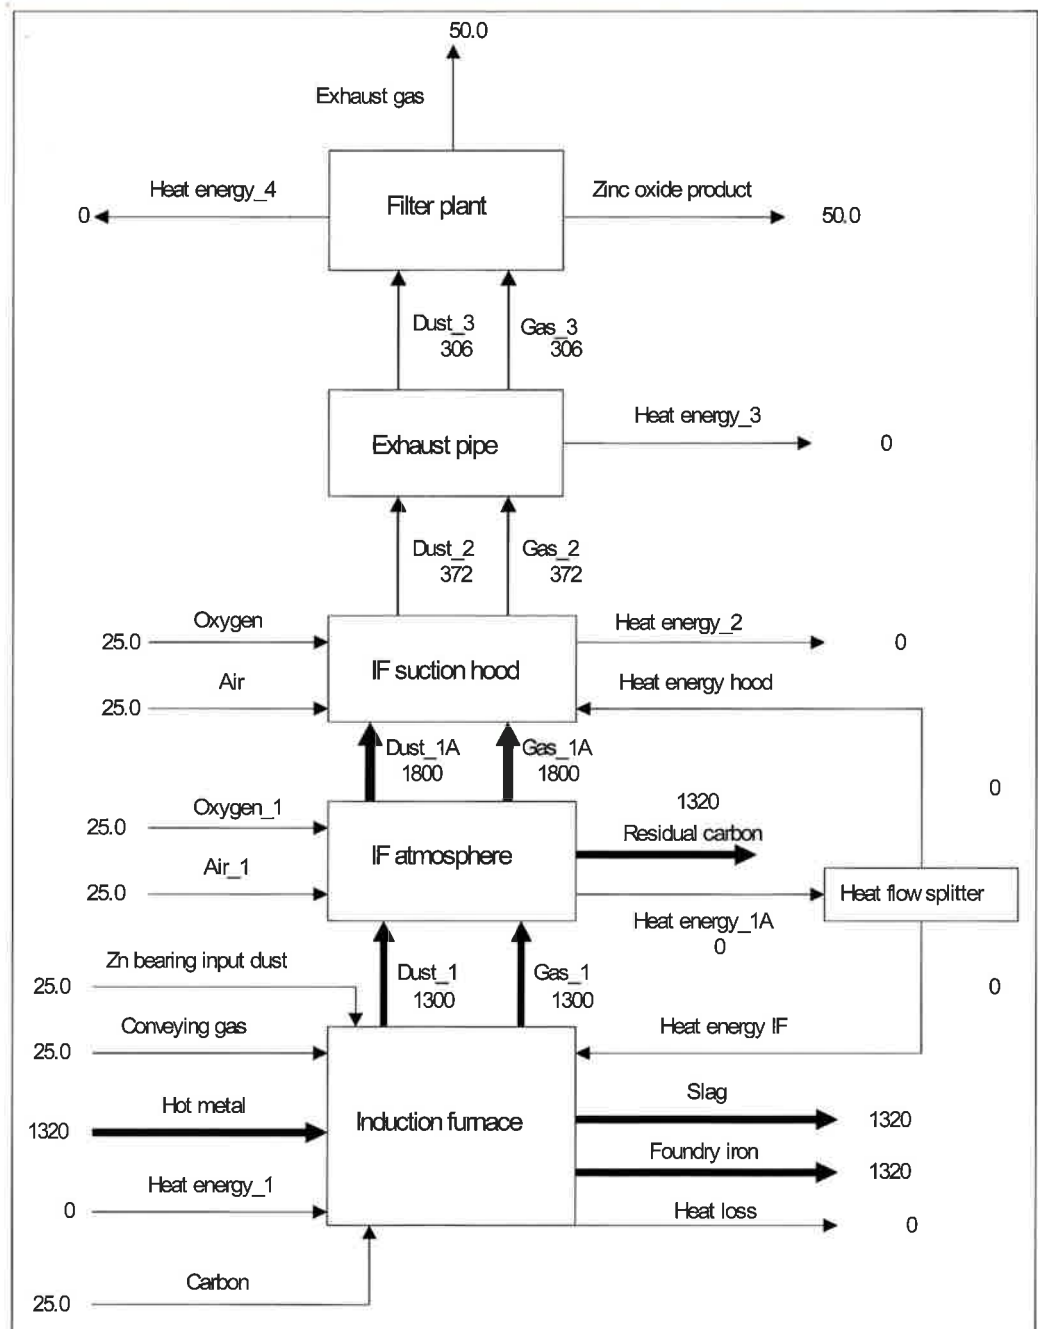 50.0
Exhaust gas
Heat energy_4
Zinc oxide product
0
Filter plant
50.0
Dust_3
306
Gas_3
306
Heat energy_3
Exhaust pipe
0
Dust_2
372
Gas_2
372
Oxygen
25.0
Heat energy_2
0
IF suction hood
Air
25.0
Heat energy hood
Dust_1A
1800
Gas_1A
1800
0
Oxygen_1
25.0
1320
Residual carbon
IF atmosphere
Air_1
25.0
Heat flow splitter
Heat energy_1A
0
Zn bearing input dust
25.0
Dust_1
1300
Gas_1
1300
0
Conveying gas
25.0
Heat energy IF
Hot metal
1320
Induction furnace
Slag
1320
Foundry iron
1320
Heat energy_1
0
Heat loss
0
Carbon
25.0